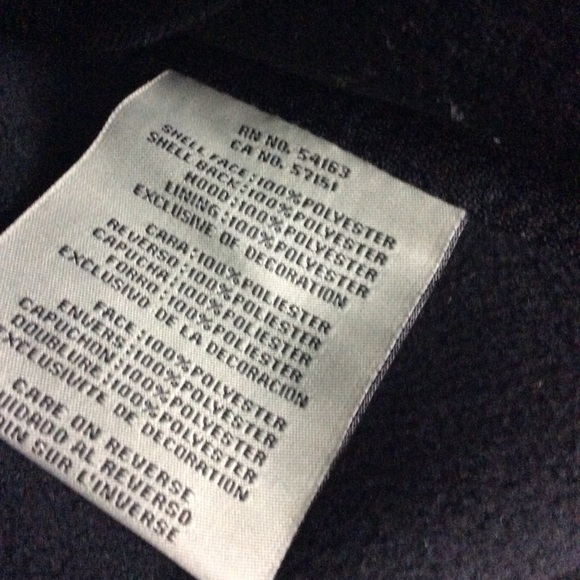 RN NO. 54163
CA NO. 57151
SHELL FACE : 100% POLYESTER
SHELL BACK : 100% POLYESTER
HOOD : 100% POLYESTER
LINING : 100% POLYESTER
EXCLUSIVE OF DECORATION
CARA : 100% POLIESTER
REVERSO : 100% POLIESTER
CAPUCHA : 100% POLIESTER
FORRO : 100% POLIESTER
EXCLUSIVO DE LA DECORACION
FACE : 100% POLYESTER
ENVERS : 100% POLYESTER
CAPUCHON : 100% POLYESTER
DOUBLURE : 100% POLYESTER
EXCLUSIVITE DE DECORATION
CARE ON REVERSE
CUIDADO AL REVERSO
SUR L'INVERSE